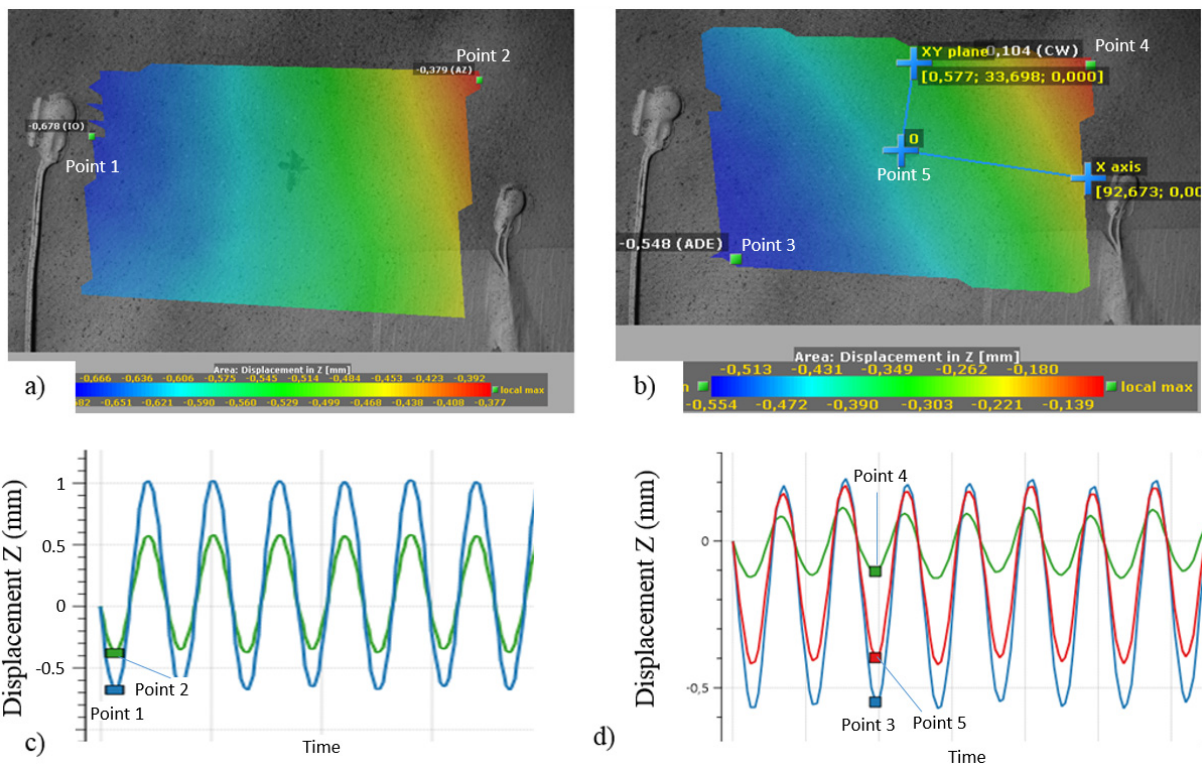 Point 2
-0,379 (AZ)
-0,678 (IO)
Point 1
a)
Area: Displacement in Z [mm]
-0,666 -0,636 -0,606 -0,575 -0,545 -0,514 -0,484 -0,453 -0,423 -0,392
local max
-0,651 -0,621 -0,590 -0,560 -0,529 -0,499 -0,468 -0,438 -0,408 -0,377
XY plane
0,104 (CW)
Point 4
[0,577; 33,698; 0,000]
0
Point 5
X axis
[92,673; 0,00
-0,548 (ADE)
Point 3
b)
Area: Displacement in Z [mm]
-0,513 -0,431 -0,349 -0,262 -0,180
local max
-0,554 -0,472 -0,390 -0,303 -0,221 -0,139
Displacement Z (mm)
1
0.5
0
-0.5
Point 2
Point 1
c)
Time
Displacement Z (mm)
Point 4
0
-0,5
Point 3
Point 5
d)
Time